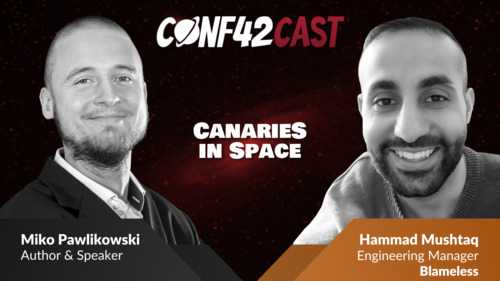 CONF42CAST
CANARIES
IN SPACE
Miko Pawlikowski
Author & Speaker
Hammad Mushtaq
Engineering Manager
Blameless